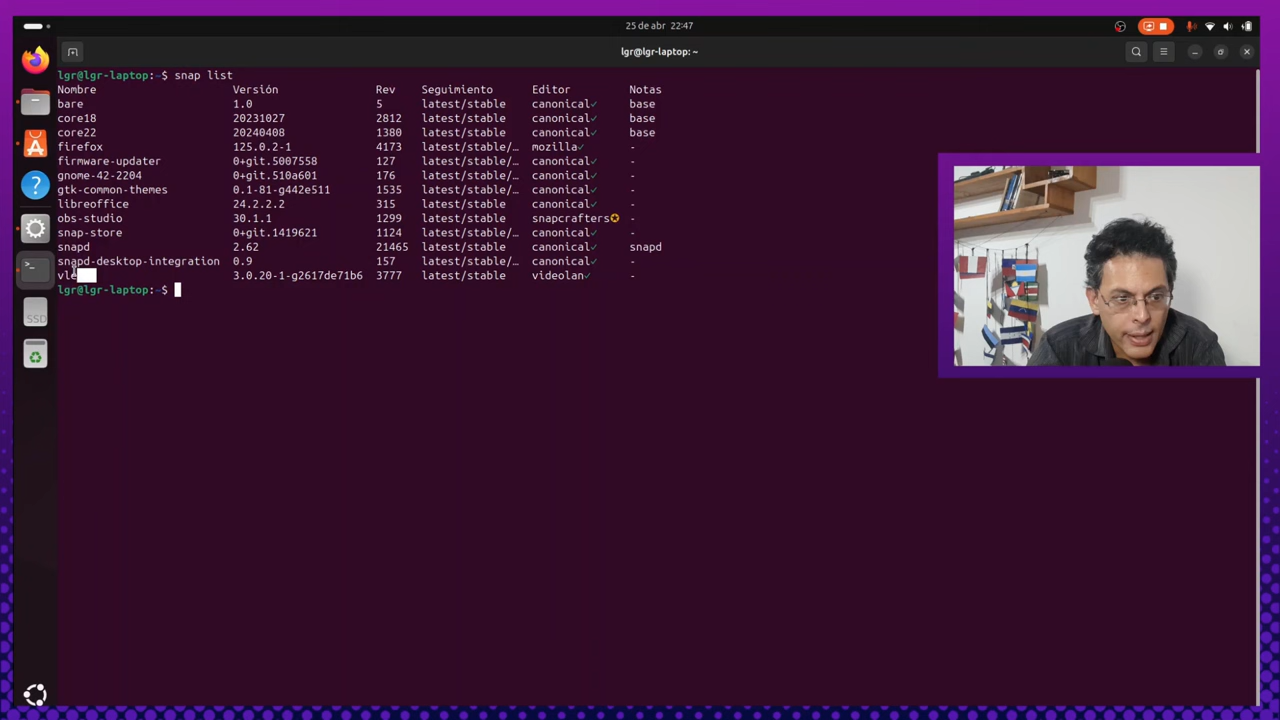 25 de abr 22:47
lgr@lgr-laptop: ~
lgr@lgr-laptop:~$ snap list
Nombre Versión Rev Seguimiento Editor Notas
bare 1.0 5 latest/stable canonical✓ base
core18 20231027 2812 latest/stable canonical✓ base
core22 20240408 1380 latest/stable canonical✓ base
firefox 125.0.2-1 4173 latest/stable/… mozilla✓ -
firmware-updater 0+git.5007558 127 latest/stable/… canonical✓ -
gnome-42-2204 0+git.510a601 176 latest/stable/… canonical✓ -
gtk-common-themes 0.1-81-g442e511 1535 latest/stable/… canonical✓ -
libreoffice 24.2.2.2 315 latest/stable canonical✓ -
obs-studio 30.1.1 1299 latest/stable snapcrafters✪ -
snap-store 0+git.1419621 1124 latest/stable/… canonical✓ -
snapd 2.62 21465 latest/stable canonical✓ snapd
snapd-desktop-integration 0.9 157 latest/stable/… canonical✓ -
vlc 3.0.20-1-g2617de71b6 3777 latest/stable videolan✓ -
lgr@lgr-laptop:~$
SSD